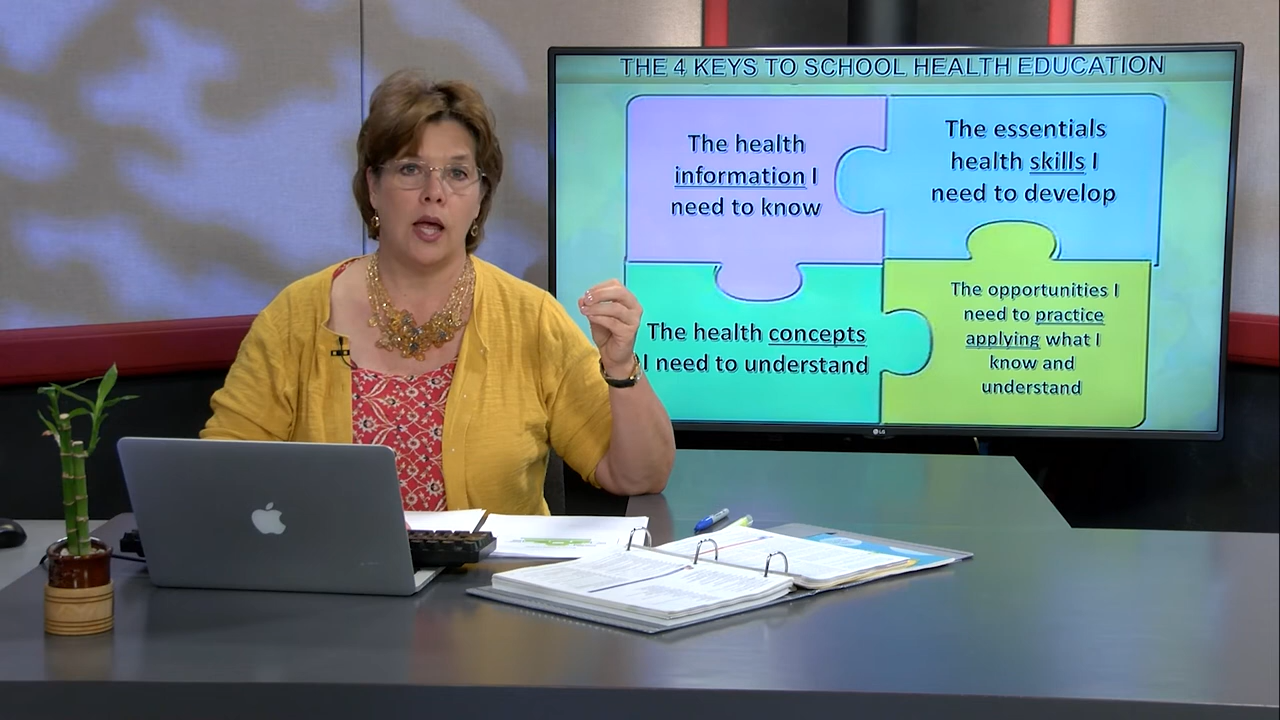 THE 4 KEYS TO SCHOOL HEALTH EDUCATION
The health
information I
need to know
The essentials
health skills I
need to develop
The health concepts
I need to understand
The opportunities I
need to practice
applying what I
know and
understand
LG